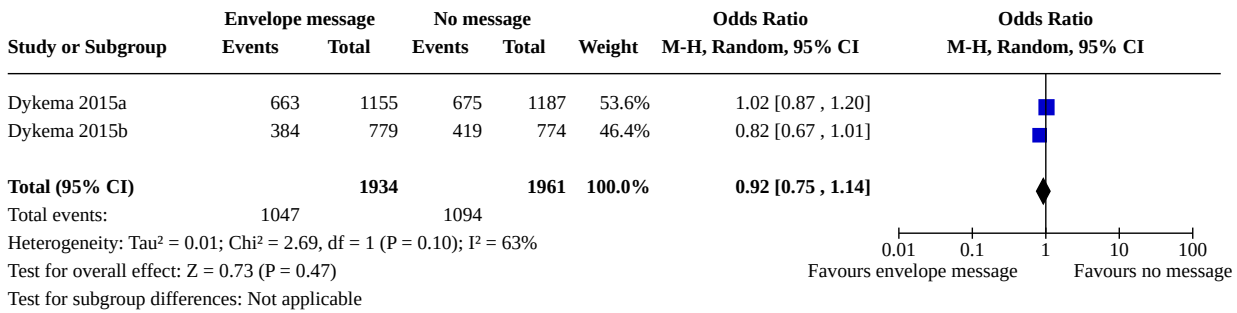 Envelope message No message Odds Ratio Odds Ratio
Study or Subgroup Events Total Events Total Weight M-H, Random, 95% CI M-H, Random, 95% CI
Dykema 2015a 663 1155 675 1187 53.6% 1.02 [0.87 , 1.20]
Dykema 2015b 384 779 419 774 46.4% 0.82 [0.67 , 1.01]
Total (95% CI) 1934 1961 100.0% 0.92 [0.75 , 1.14]
Total events: 1047 1094
Heterogeneity: Tau² = 0.01; Chi² = 2.69, df = 1 (P = 0.10); I² = 63%
0.01 0.1 1 10 100
Test for overall effect: Z = 0.73 (P = 0.47)
Favours envelope message Favours no message
Test for subgroup differences: Not applicable